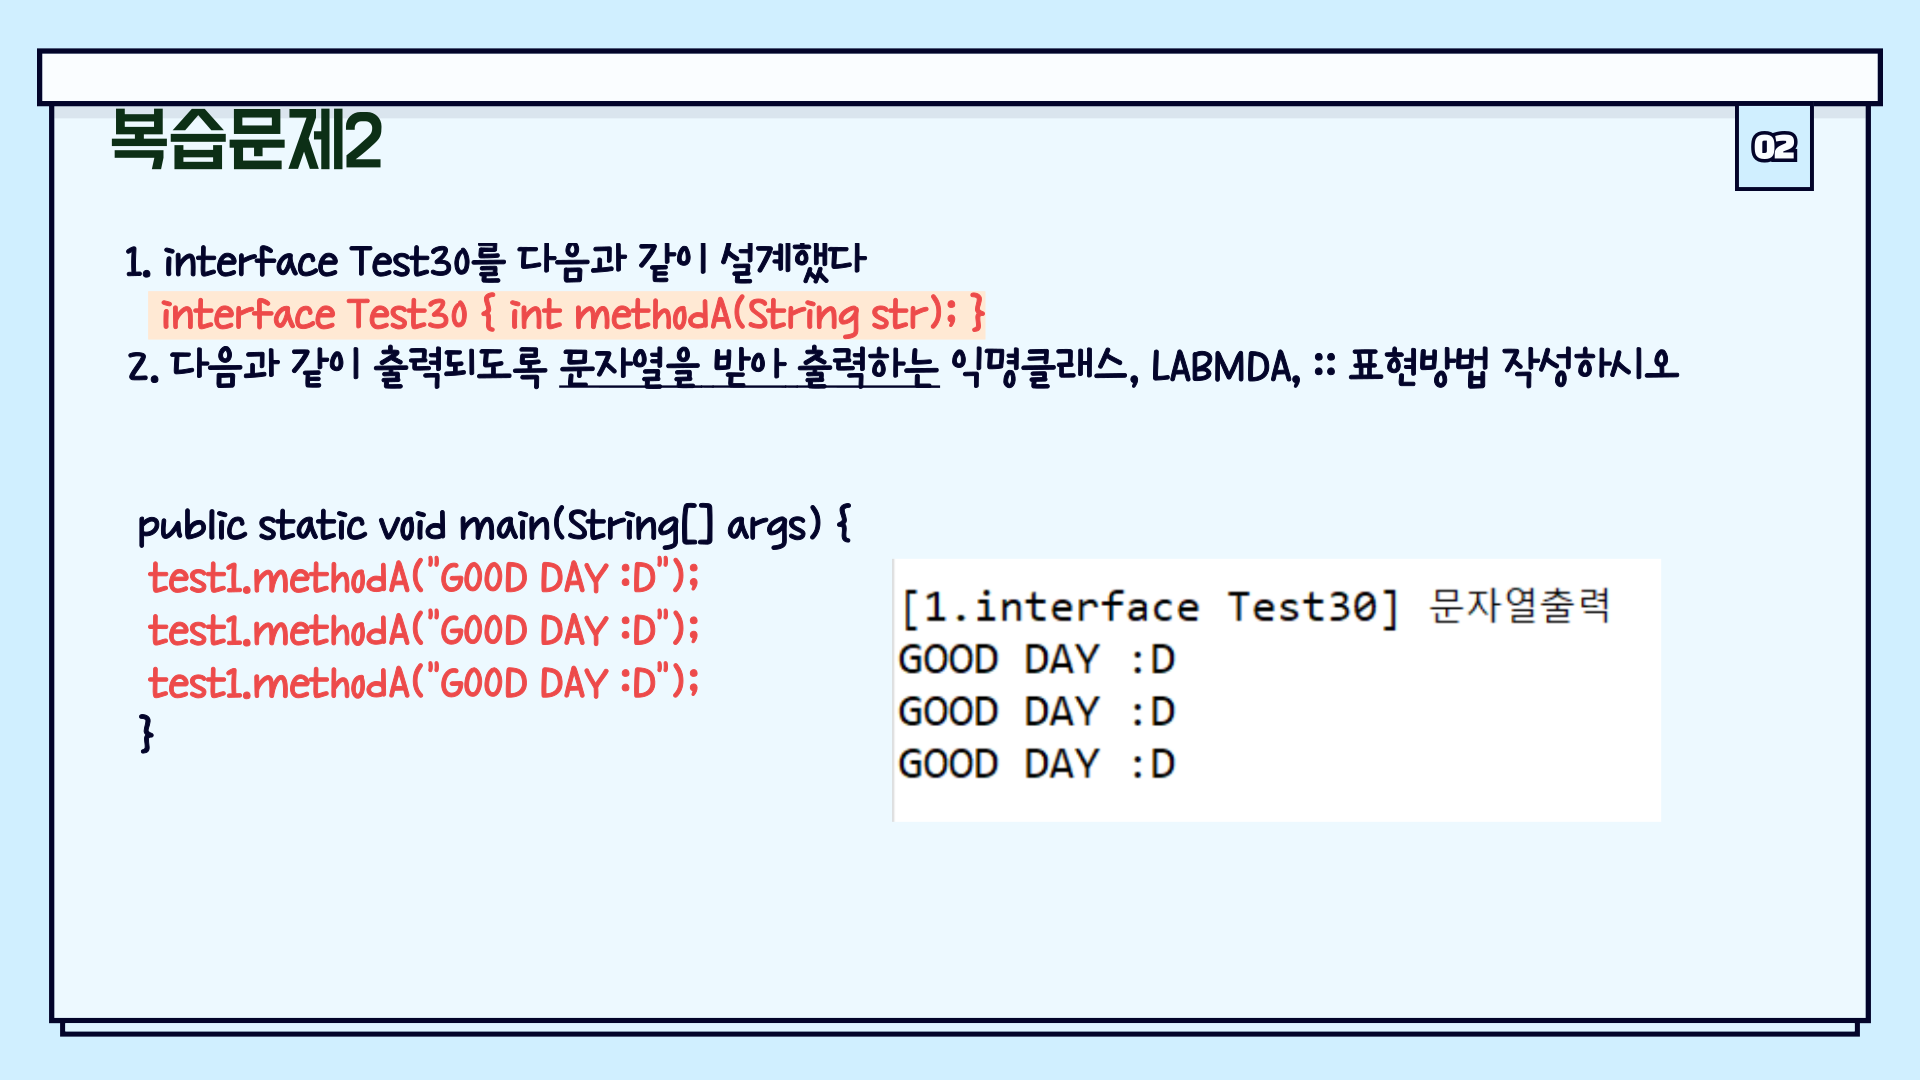 복습문제2
02
1. interface Test30를 다음과 같이 설계했다
interface Test30 { int methodA(String str); }
2. 다음과 같이 출력되도록 문자열을 받아 출력하는 익명클래스, LABMDA, :: 표현방법 작성하시오
public static void main(String[] args) {
test1.methodA("GOOD DAY :D");
test1.methodA("GOOD DAY :D");
test1.methodA("GOOD DAY :D");
}
[1.interface Test30] 문자열출력
GOOD DAY :D
GOOD DAY :D
GOOD DAY :D